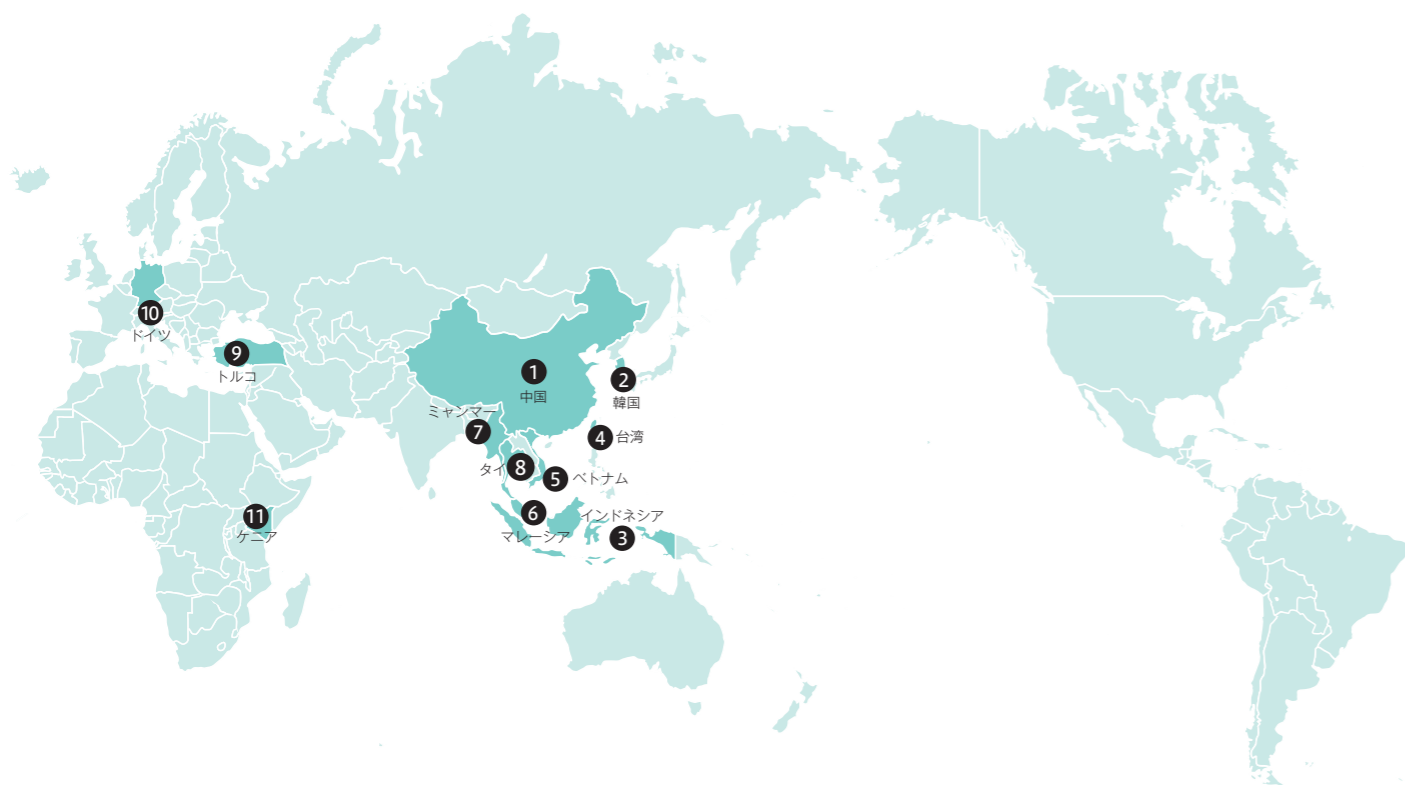 10
ドイツ
9
トルコ
1
中国
2
韓国
ミャンマー
7
4 台湾
タイ 8
5 ベトナム
6
マレーシア
インドネシア
3
11
ケニア